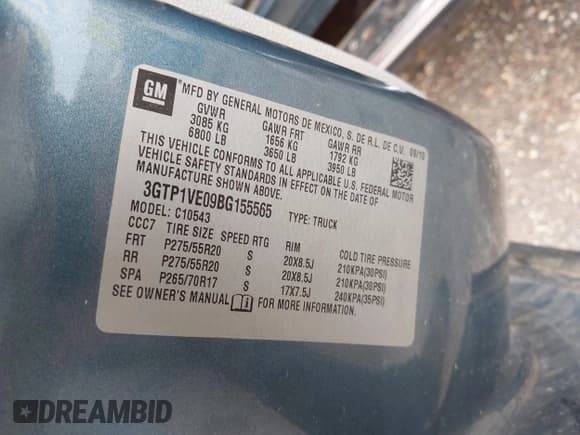 GM
MFD BY GENERAL MOTORS DE MEXICO, S. DE R.L. DE C.V. 09/10
GVWR GAWR FRT GAWR RR
3085 KG 1656 KG 1792 KG
6800 LB 3650 LB 3950 LB
THIS VEHICLE CONFORMS TO ALL APPLICABLE U.S. FEDERAL MOTOR
VEHICLE SAFETY STANDARDS IN EFFECT ON THE DATE OF
MANUFACTURE SHOWN ABOVE.
3GTP1VE09BG155565 TYPE: TRUCK
MODEL: C10543
CCC7 TIRE SIZE SPEED RTG RIM COLD TIRE PRESSURE
FRT P275/55R20 S 20X8.5J 210KPA(30PSI)
RR P275/55R20 S 20X8.5J 210KPA(30PSI)
SPA P265/70R17 S 17X7.5J 240KPA(35PSI)
SEE OWNER'S MANUAL FOR MORE INFORMATION.
DREAMBID